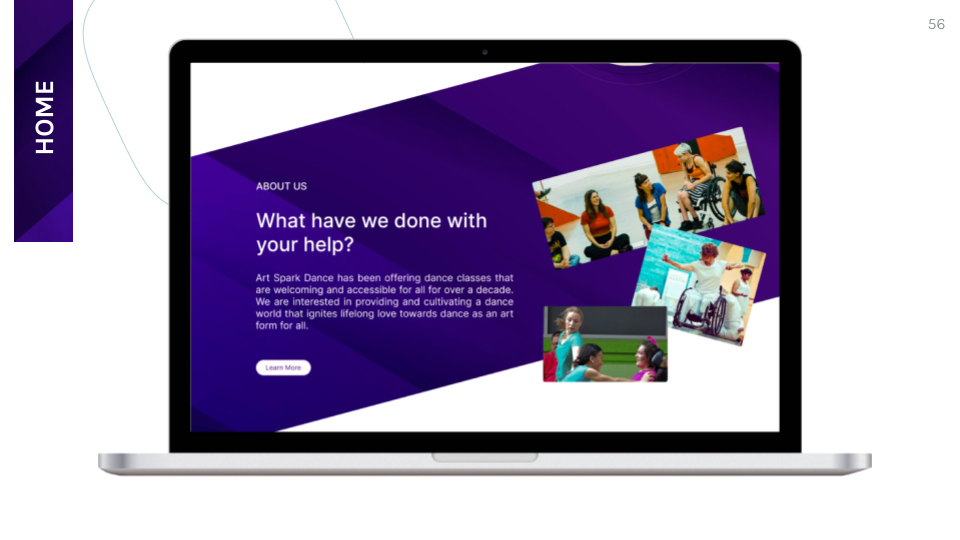 56
HOME
ABOUT US
What have we done with
your help?
Art Spark Dance has been offering dance classes that
are welcoming and accessible for all for over a decade.
We are interested in providing and cultivating a dance
world that ignites lifelong love towards dance as an art
form for all.
Learn More